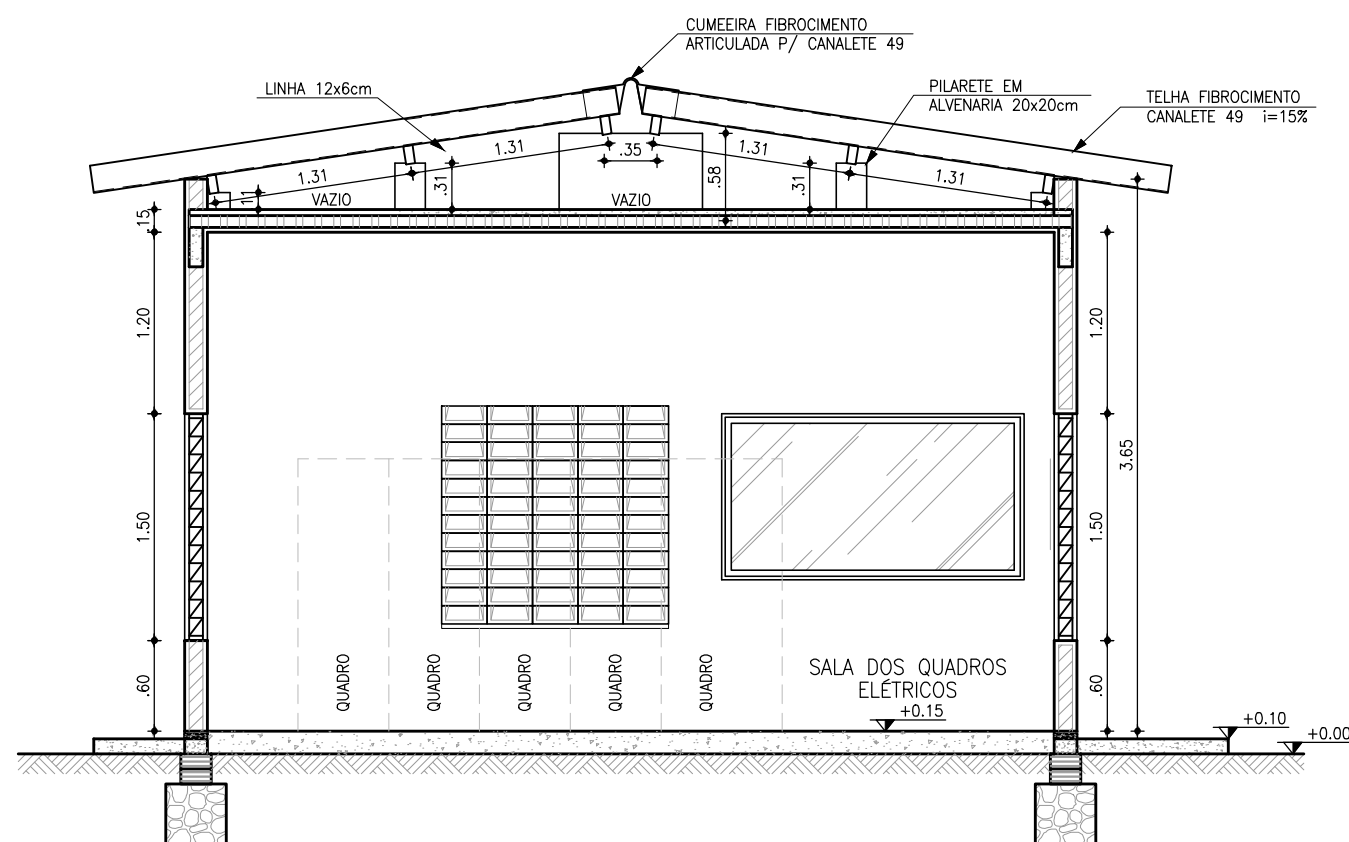 CUMEEIRA FIBROCIMENTO
ARTICULADA P/ CANALETE 49
LINHA 12x6cm
PILARETE EM
ALVENARIA 20x20cm
TELHA FIBROCIMENTO
CANALETE 49 i=15%
1.31
.35
1.31
1.31
.31
.58
.31
1.31
.11
VAZIO
VAZIO
.15
1.20
1.20
3.65
1.50
1.50
.60
.60
QUADRO
QUADRO
QUADRO
QUADRO
QUADRO
SALA DOS QUADROS
ELÉTRICOS
+0.15
+0.10
+0.00